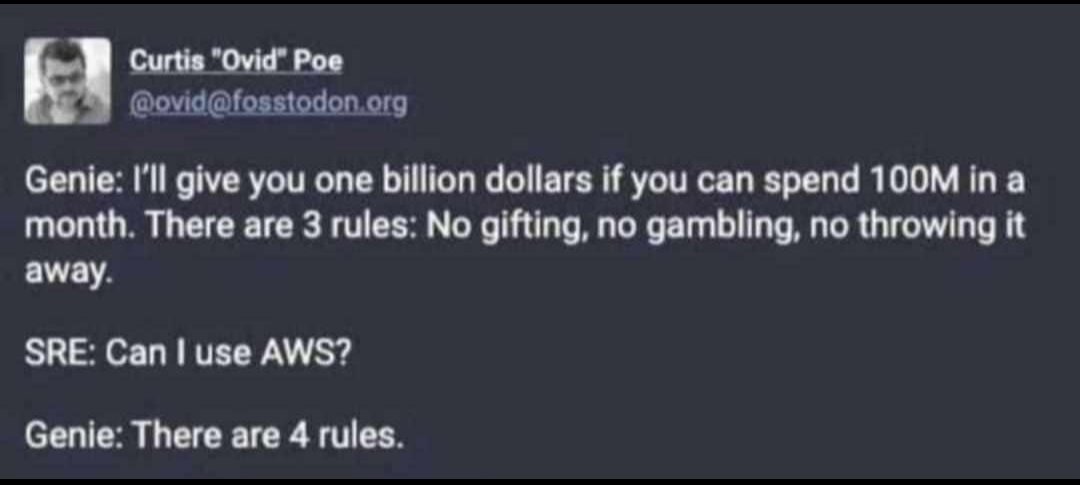 Curtis "Ovid" Poe
@ovid@fosstodon.org
Genie: I'll give you one billion dollars if you can spend 100M in a
month. There are 3 rules: No gifting, no gambling, no throwing it
away.
SRE: Can I use AWS?
Genie: There are 4 rules.